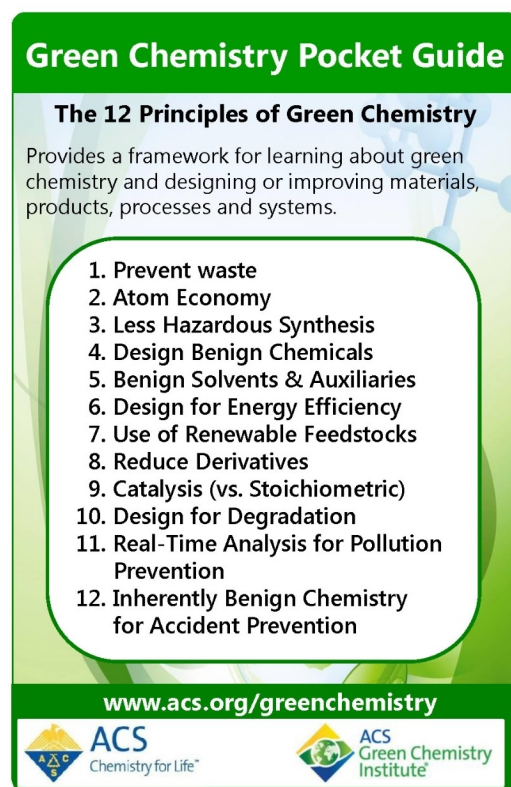 Green Chemistry Pocket Guide
The 12 Principles of Green Chemistry
Provides a framework for learning about green
chemistry and designing or improving materials,
products, processes and systems.
1. Prevent waste
2. Atom Economy
3. Less Hazardous Synthesis
4. Design Benign Chemicals
5. Benign Solvents & Auxiliaries
6. Design for Energy Efficiency
7. Use of Renewable Feedstocks
8. Reduce Derivatives
9. Catalysis (vs. Stoichiometric)
10. Design for Degradation
11. Real-Time Analysis for Pollution
Prevention
12. Inherently Benign Chemistry
for Accident Prevention
www.acs.org/greenchemistry
A C S
ACS
Chemistry for Life™
ACS
Green Chemistry
Institute®